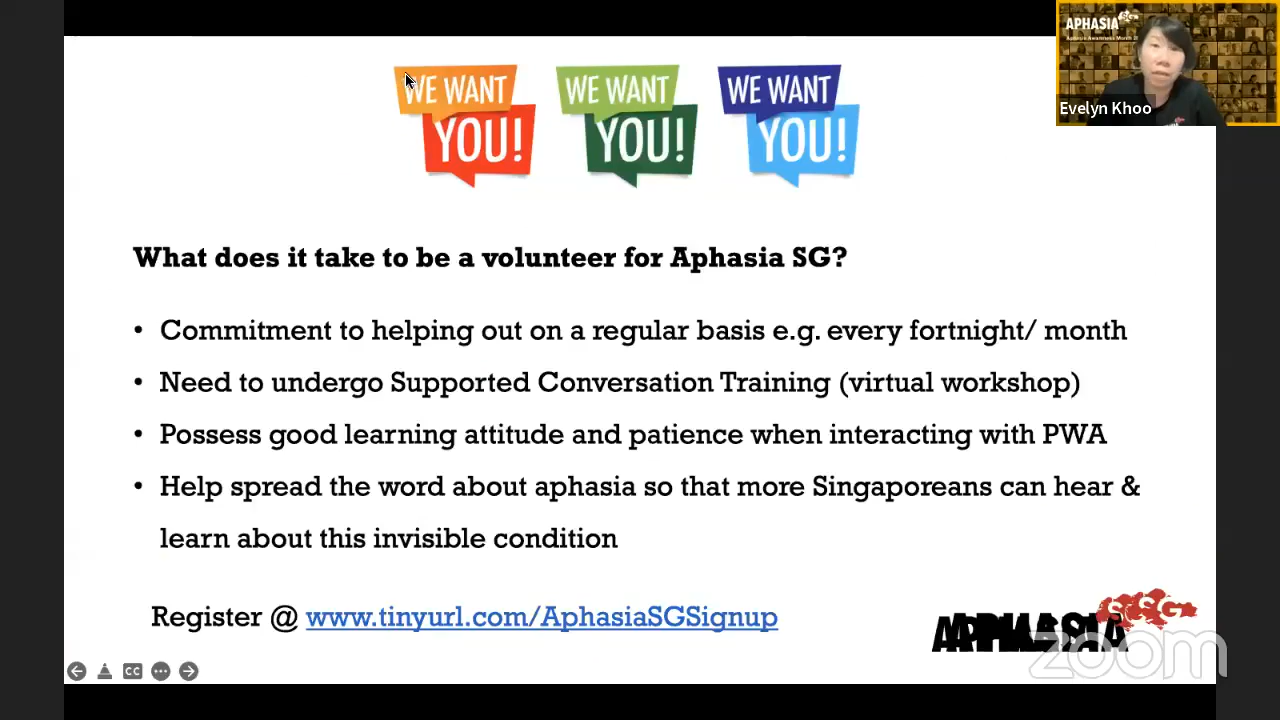 WE WANT
YOU!
WE WANT
YOU!
WE WANT
YOU!
APHASIA SG
Evelyn Khoo
What does it take to be a volunteer for Aphasia SG?
• Commitment to helping out on a regular basis e.g. every fortnight/ month
• Need to undergo Supported Conversation Training (virtual workshop)
• Possess good learning attitude and patience when interacting with PWA
• Help spread the word about aphasia so that more Singaporeans can hear &
learn about this invisible condition
Register @ www.tinyurl.com/AphasiaSGSignup
APHASIA SG
zoom
CC